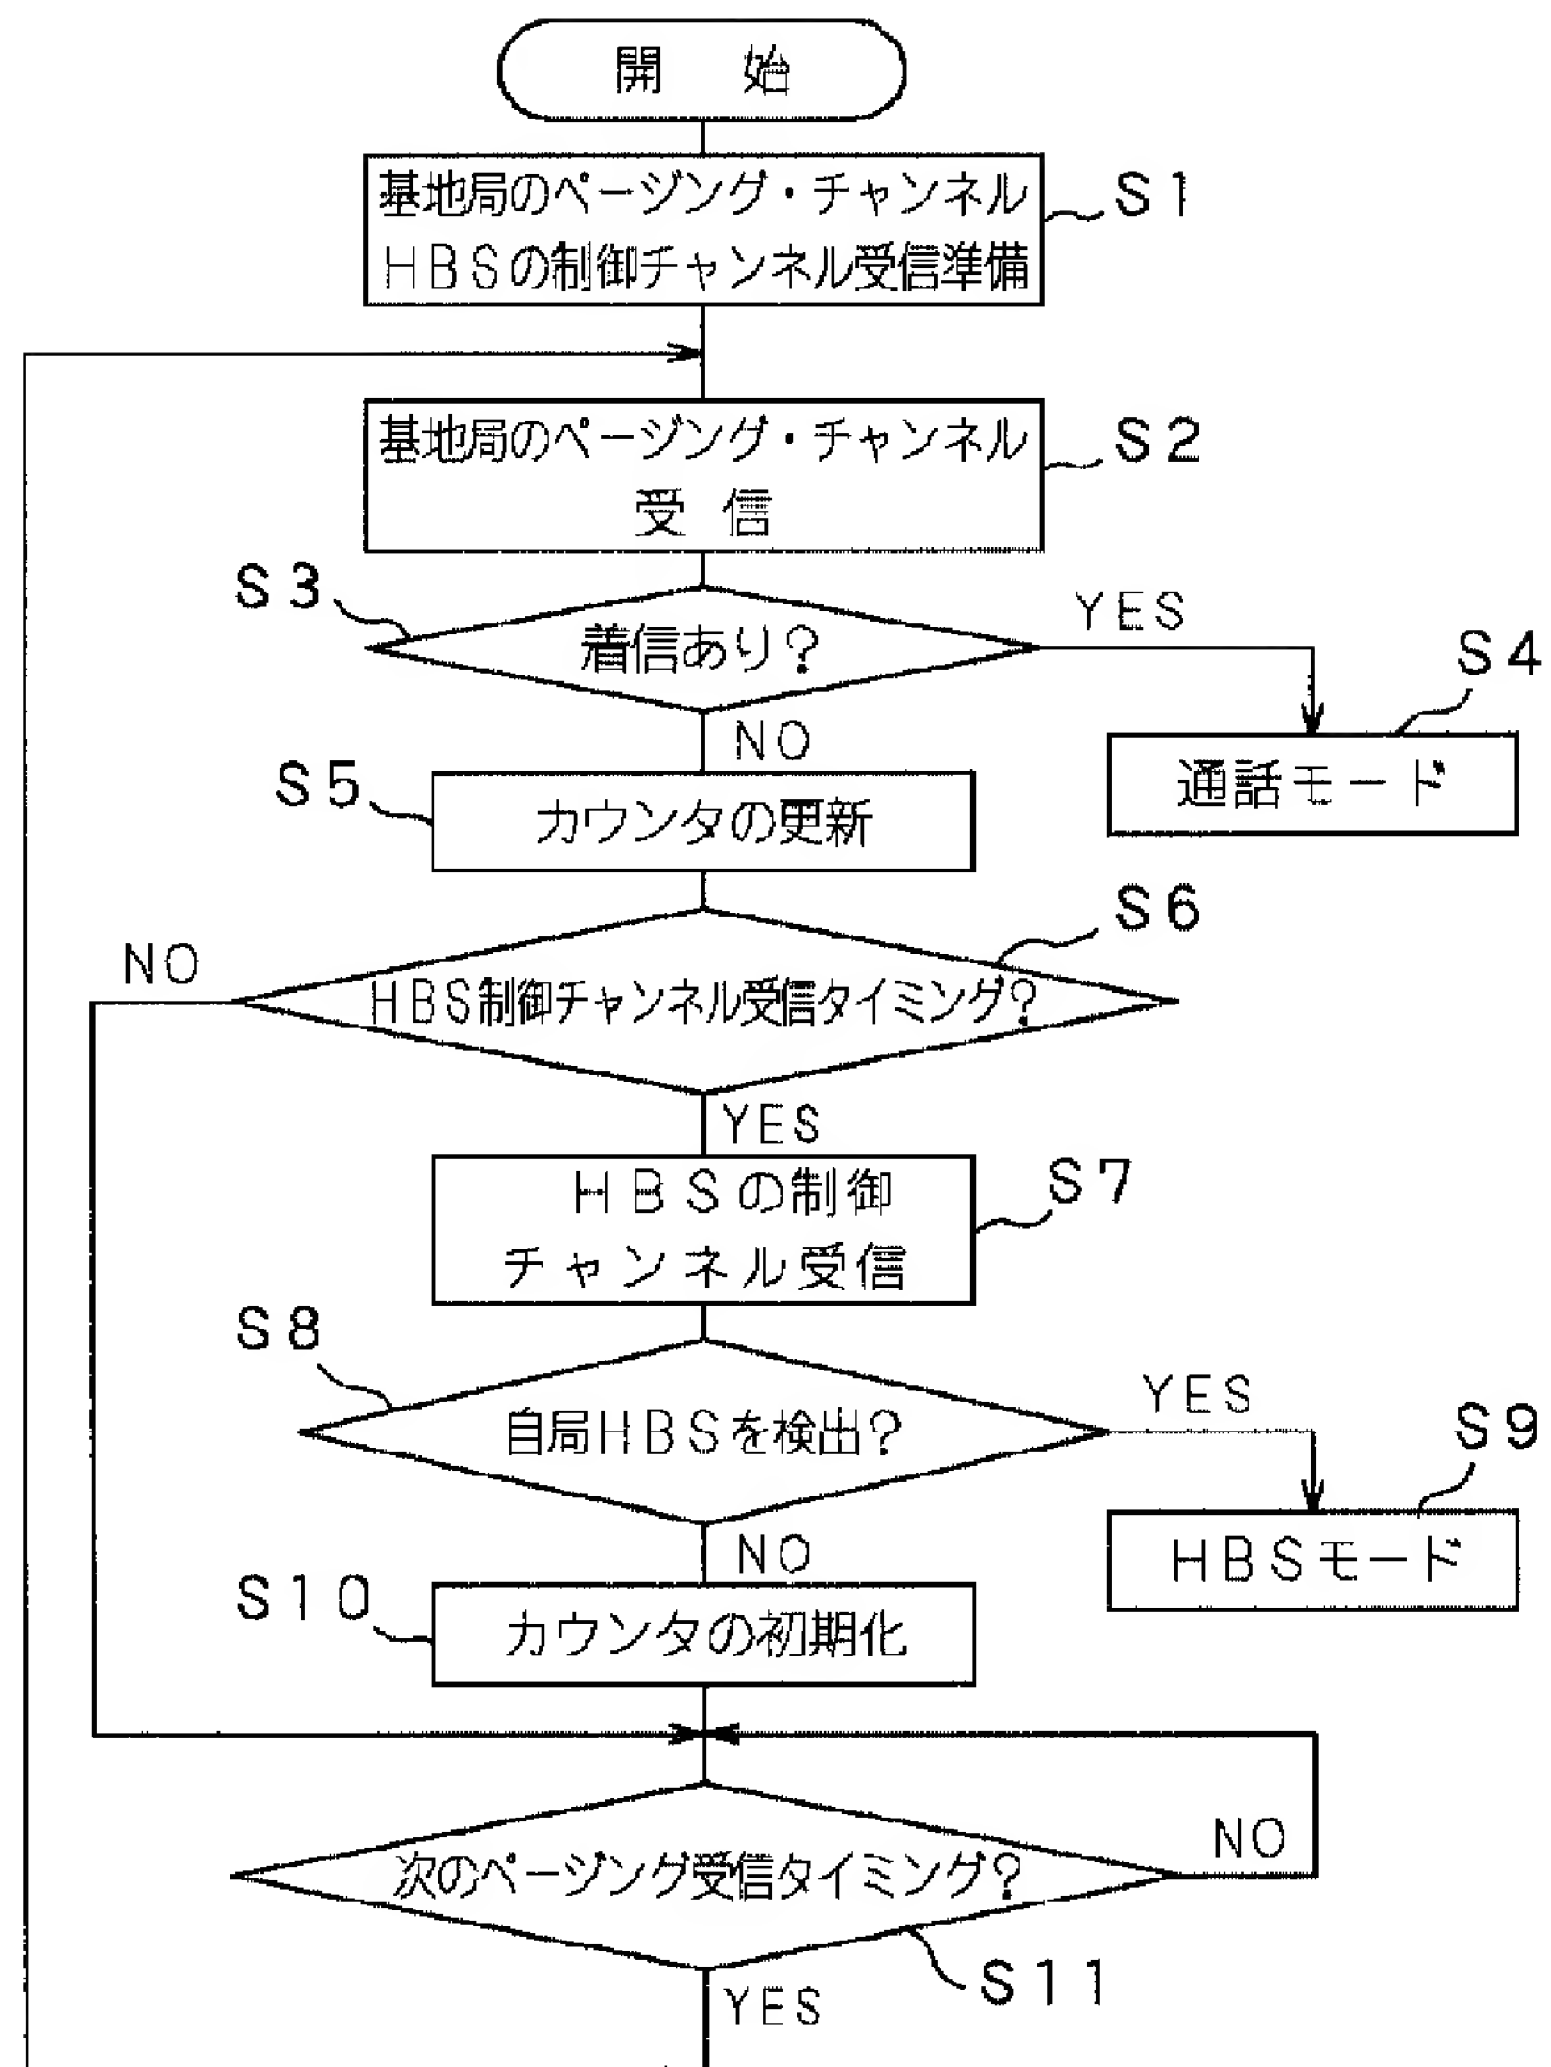 開 始
基地局のページング・チャンネル
HBSの制御チャンネル受信準備
S1
基地局のページング・チャンネル
受 信
S2
S3
着信あり?
YES
S4
通話モード
NO
S5
カウンタの更新
S6
NO
HBS制御チャンネル受信タイミング?
YES
HBSの制御
チャンネル受信
S7
S8
自局HBSを検出?
YES
S9
HBSモード
NO
S10
カウンタの初期化
次のページング受信タイミング?
NO
S11
YES